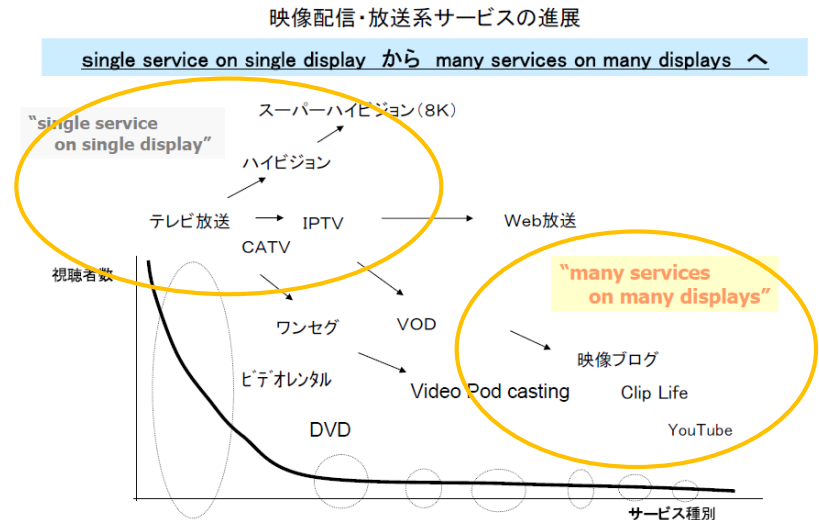 映像配信・放送系サービスの進展
single service on single display から many services on many displays へ
スーパーハイビジョン(8K)
“single service
on single display”
ハイビジョン
テレビ放送
IPTV
Web放送
CATV
視聴者数
“many services
on many displays”
ワンセグ
VOD
映像ブログ
ビデオレンタル
Video Pod casting
Clip Life
DVD
YouTube
サービス種別